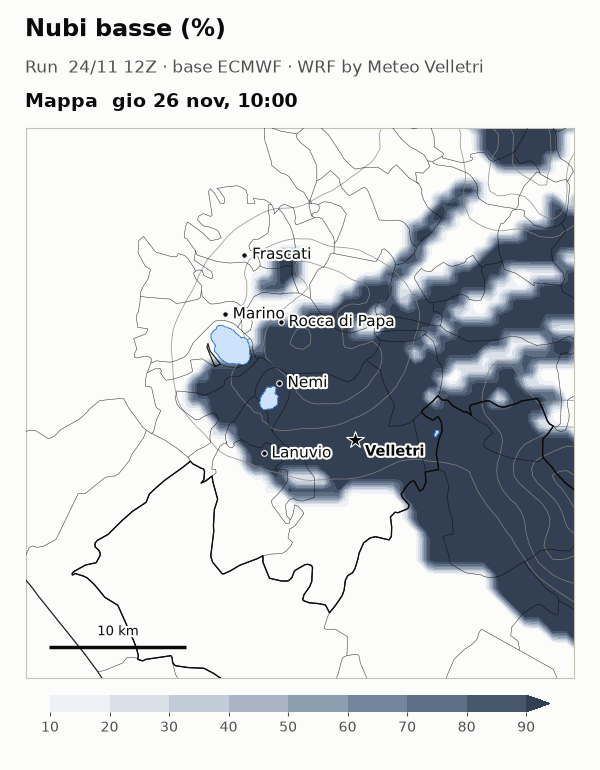 Nubi basse (%)
Run  24/11 12Z · base ECMWF · WRF by Meteo Velletri
Mappa  gio 26 nov, 10:00
Frascati
Marino
Rocca di Papa
Nemi
Velletri
Lanuvio
10 km
10 20 30 40 50 60 70 80 90